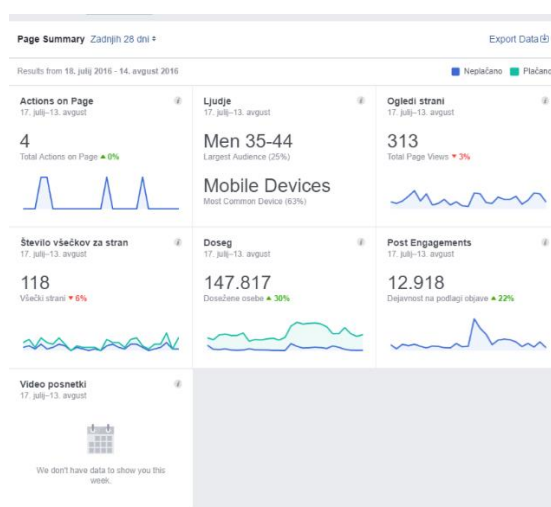 Page Summary Zadnjih 28 dni
Export Data
Results from 18. julij 2016 - 14. avgust 2016
Neplačano Plačano
Actions on Page
17. julij–13. avgust
4
Total Actions on Page ▲ 0%
Ljudje
17. julij–13. avgust
Men 35-44
Largest Audience (25%)
Mobile Devices
Most Common Device (63%)
Ogledi strani
17. julij–13. avgust
313
Total Page Views ▼ 3%
Število všečkov za stran
17. julij–13. avgust
118
Všečki strani ▼ 6%
Doseg
17. julij–13. avgust
147.817
Dosežene osebe ▲ 30%
Post Engagements
17. julij–13. avgust
12.918
Dejavnost na podlagi objave ▲ 22%
Video posnetki
17. julij–13. avgust
We don't have data to show you this
week.